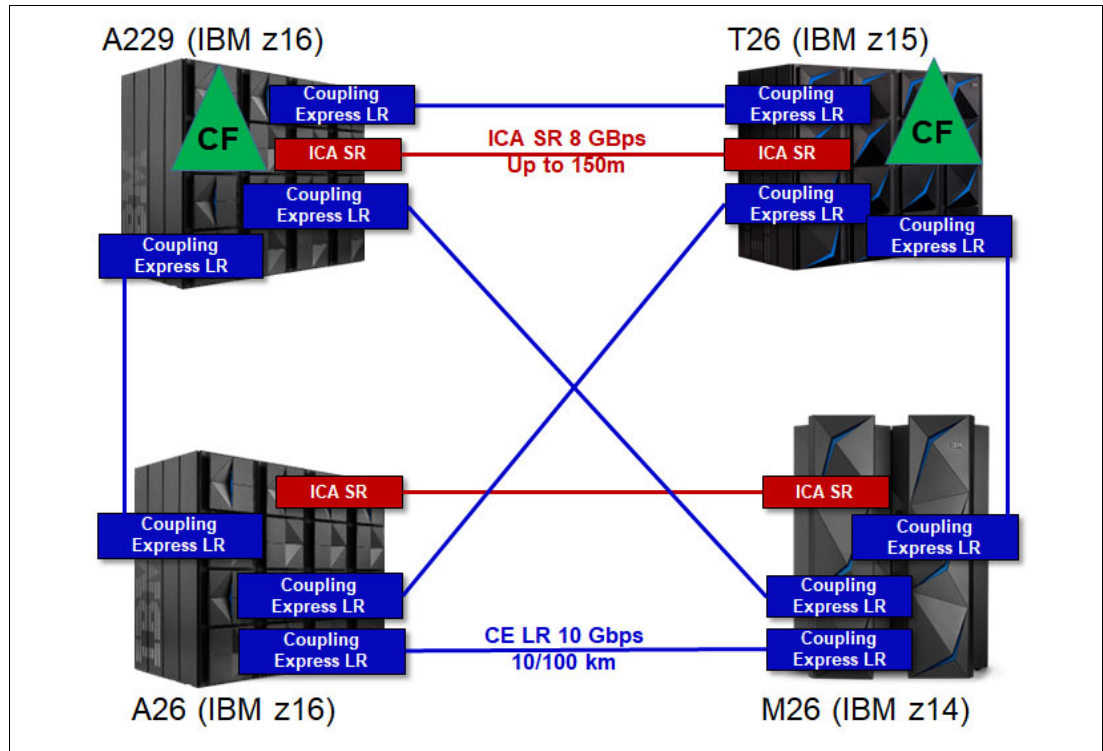 A229 (IBM z16)
T26 (IBM z15)
Coupling
Express LR
Coupling
Express LR
CF
CF
ICA SR
ICA SR 8 GBps
Up to 150m
ICA SR
Coupling
Express LR
Coupling
Express LR
Coupling
Express LR
Coupling
Express LR
ICA SR
ICA SR
Coupling
Express LR
Coupling
Express LR
Coupling
Express LR
Coupling
Express LR
Coupling
Express LR
CE LR 10 Gbps
10/100 km
Coupling
Express LR
A26 (IBM z16)
M26 (IBM z14)